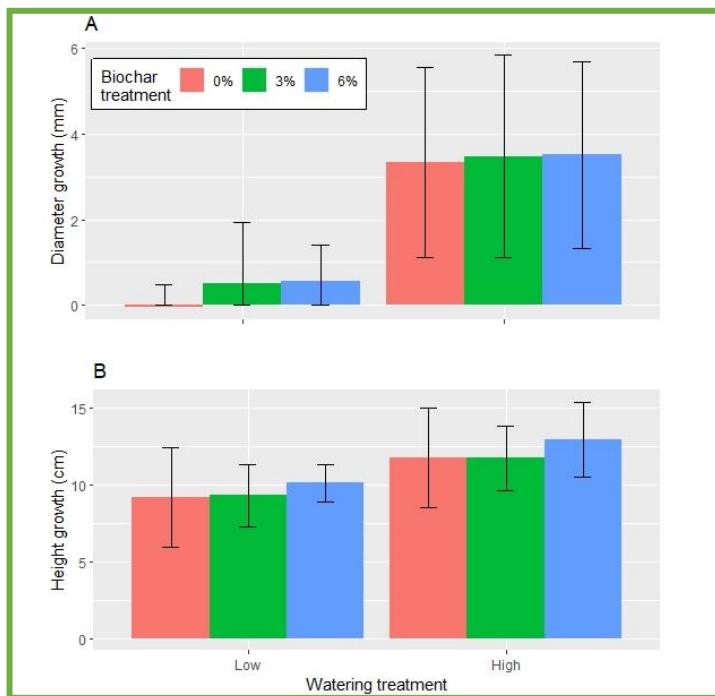 A
Diameter growth (mm)
6
4
2
0
Biochar
treatment
0% 3% 6%
B
Height growth (cm)
15
10
5
0
Low High
Watering treatment